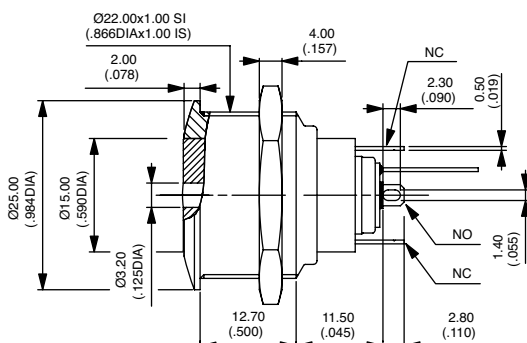 Ø22.00x1.00 SI
(.866DIAx1.00 IS)
4.00
(.157)
2.00
(.078)
NC
2.30
(.090)
0.50
(.019)
Ø25.00
(.984DIA)
Ø15.00
(.590DIA)
Ø3.20
(.125DIA)
1.40
(.055)
NO
NC
12.70
(.500)
11.50
(.045)
2.80
(.110)